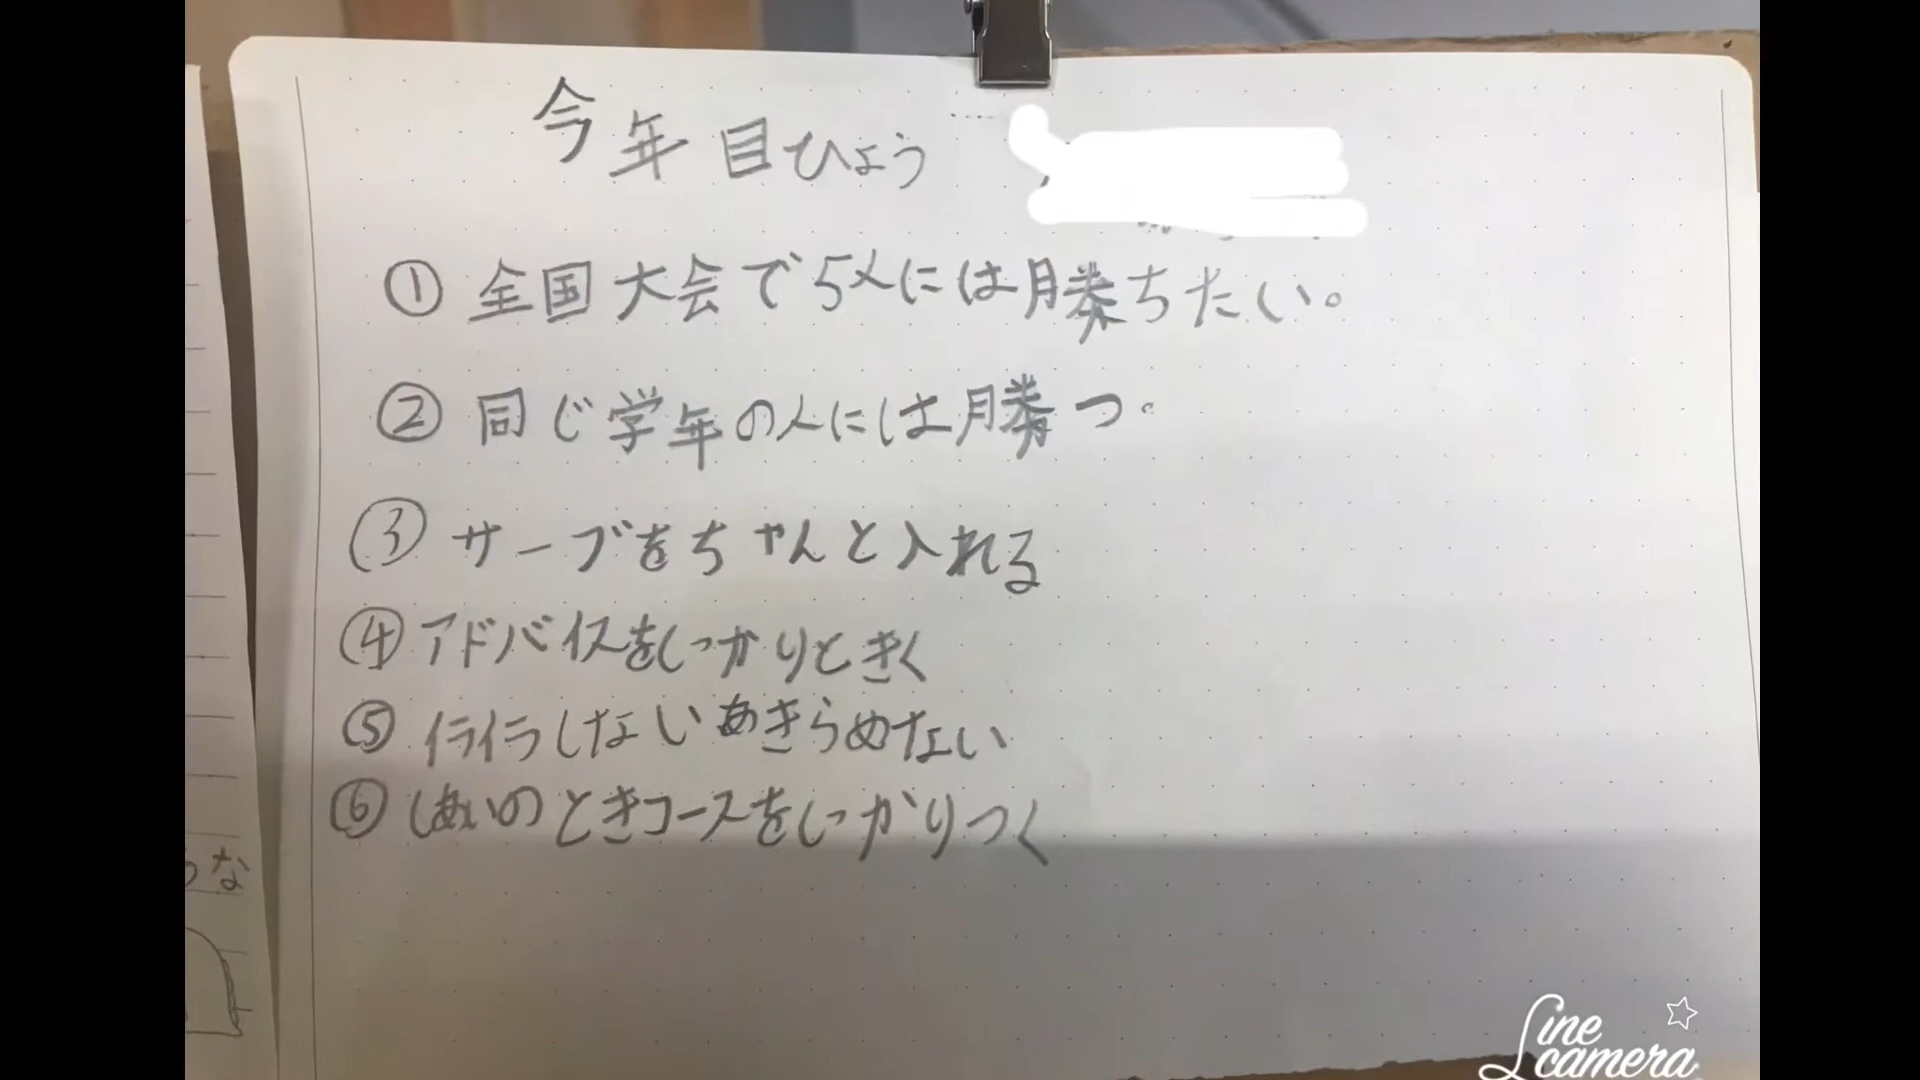 今年目ひょう
① 全国大会で5人には勝ちたい。
② 同じ学年の人には勝つ。
③ サーブをちゃんと入れる
④ アドバイスをしっかりときく
⑤ イライラしない あきらめない
⑥ しあいのときコースをしっかりつく
な
Line camera